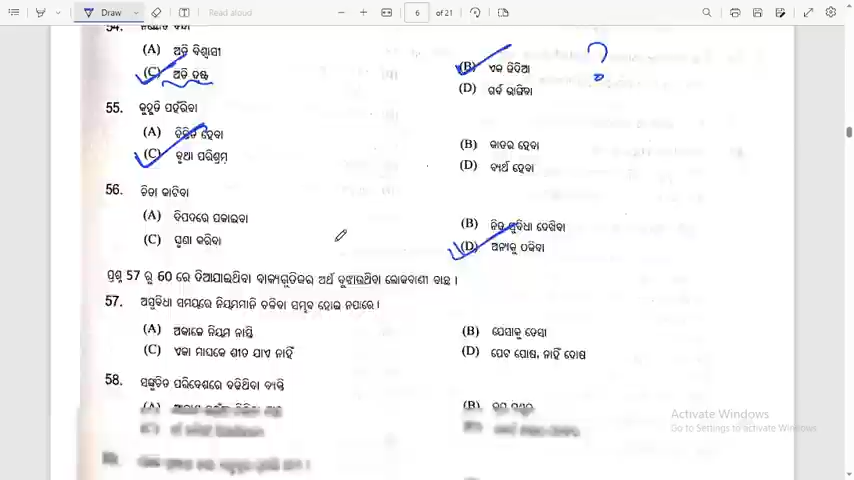 Draw
Read aloud
6
of 21
54.
(A) ଅତି ବିଶ୍ୱାସୀ
(B) ଏକ ଜିଦିଆ
(C) ଅତି ଦୁଷ୍ଟ
(D) ଗର୍ବ ଭାଙ୍ଗିବା
55. କୁହୁଡି ପହଁରିବା
(A) ଚିନ୍ତିତ ହେବା
(B) କାତର ହେବା
(C) ବୃଥା ପରିଶ୍ରମ
(D) ବ୍ୟର୍ଥ ହେବା
56. ଚିତା କାଟିବା
(A) ବିପଦରେ ପକାଇବା
(B) ନିଜ ସୁବିଧା ଦେଖିବା
(C) ଘୃଣା କରିବା
(D) ଅନ୍ୟକୁ ଠକିବା
ପ୍ରଶ୍ନ 57 ରୁ 60 ରେ ଦିଆଯାଇଥିବା ବାକ୍ୟଗୁଡିକର ଅର୍ଥ ବୁଝାଉଥିବା ଲୋକବାଣୀ ବାଛ ।
57. ଅସୁବିଧା ସମୟରେ ନିୟମମାନି ଚଳିବା ସମ୍ଭବ ହୋଇ ନପାରେ ।
(A) ଅକାଳେ ନିୟମ ନାସ୍ତି
(B) ଯେସାକୁ ତେସା
(C) ଏକା ମାଘକେ ଶୀତ ଯାଏ ନାହିଁ
(D) ପେଟ ପୋଷ, ନାହିଁ ଦୋଷ
58. ସଙ୍କୁଚିତ ପରିବେଶରେ ବଢିଥିବା ବ୍ୟକ୍ତି
(A)
(B)
Activate Windows
Go to Settings to activate Windows.